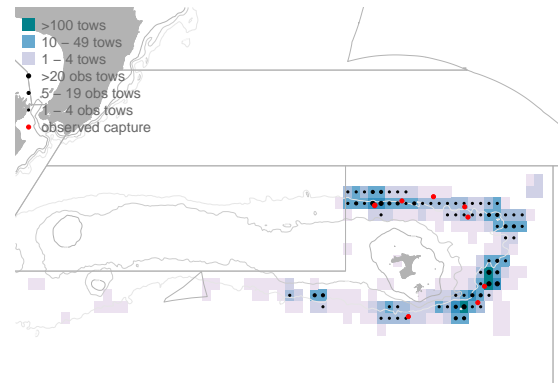 >100 tows
10 – 49 tows
1 – 4 tows
>20 obs tows
5 – 19 obs tows
1 – 4 obs tows
observed capture